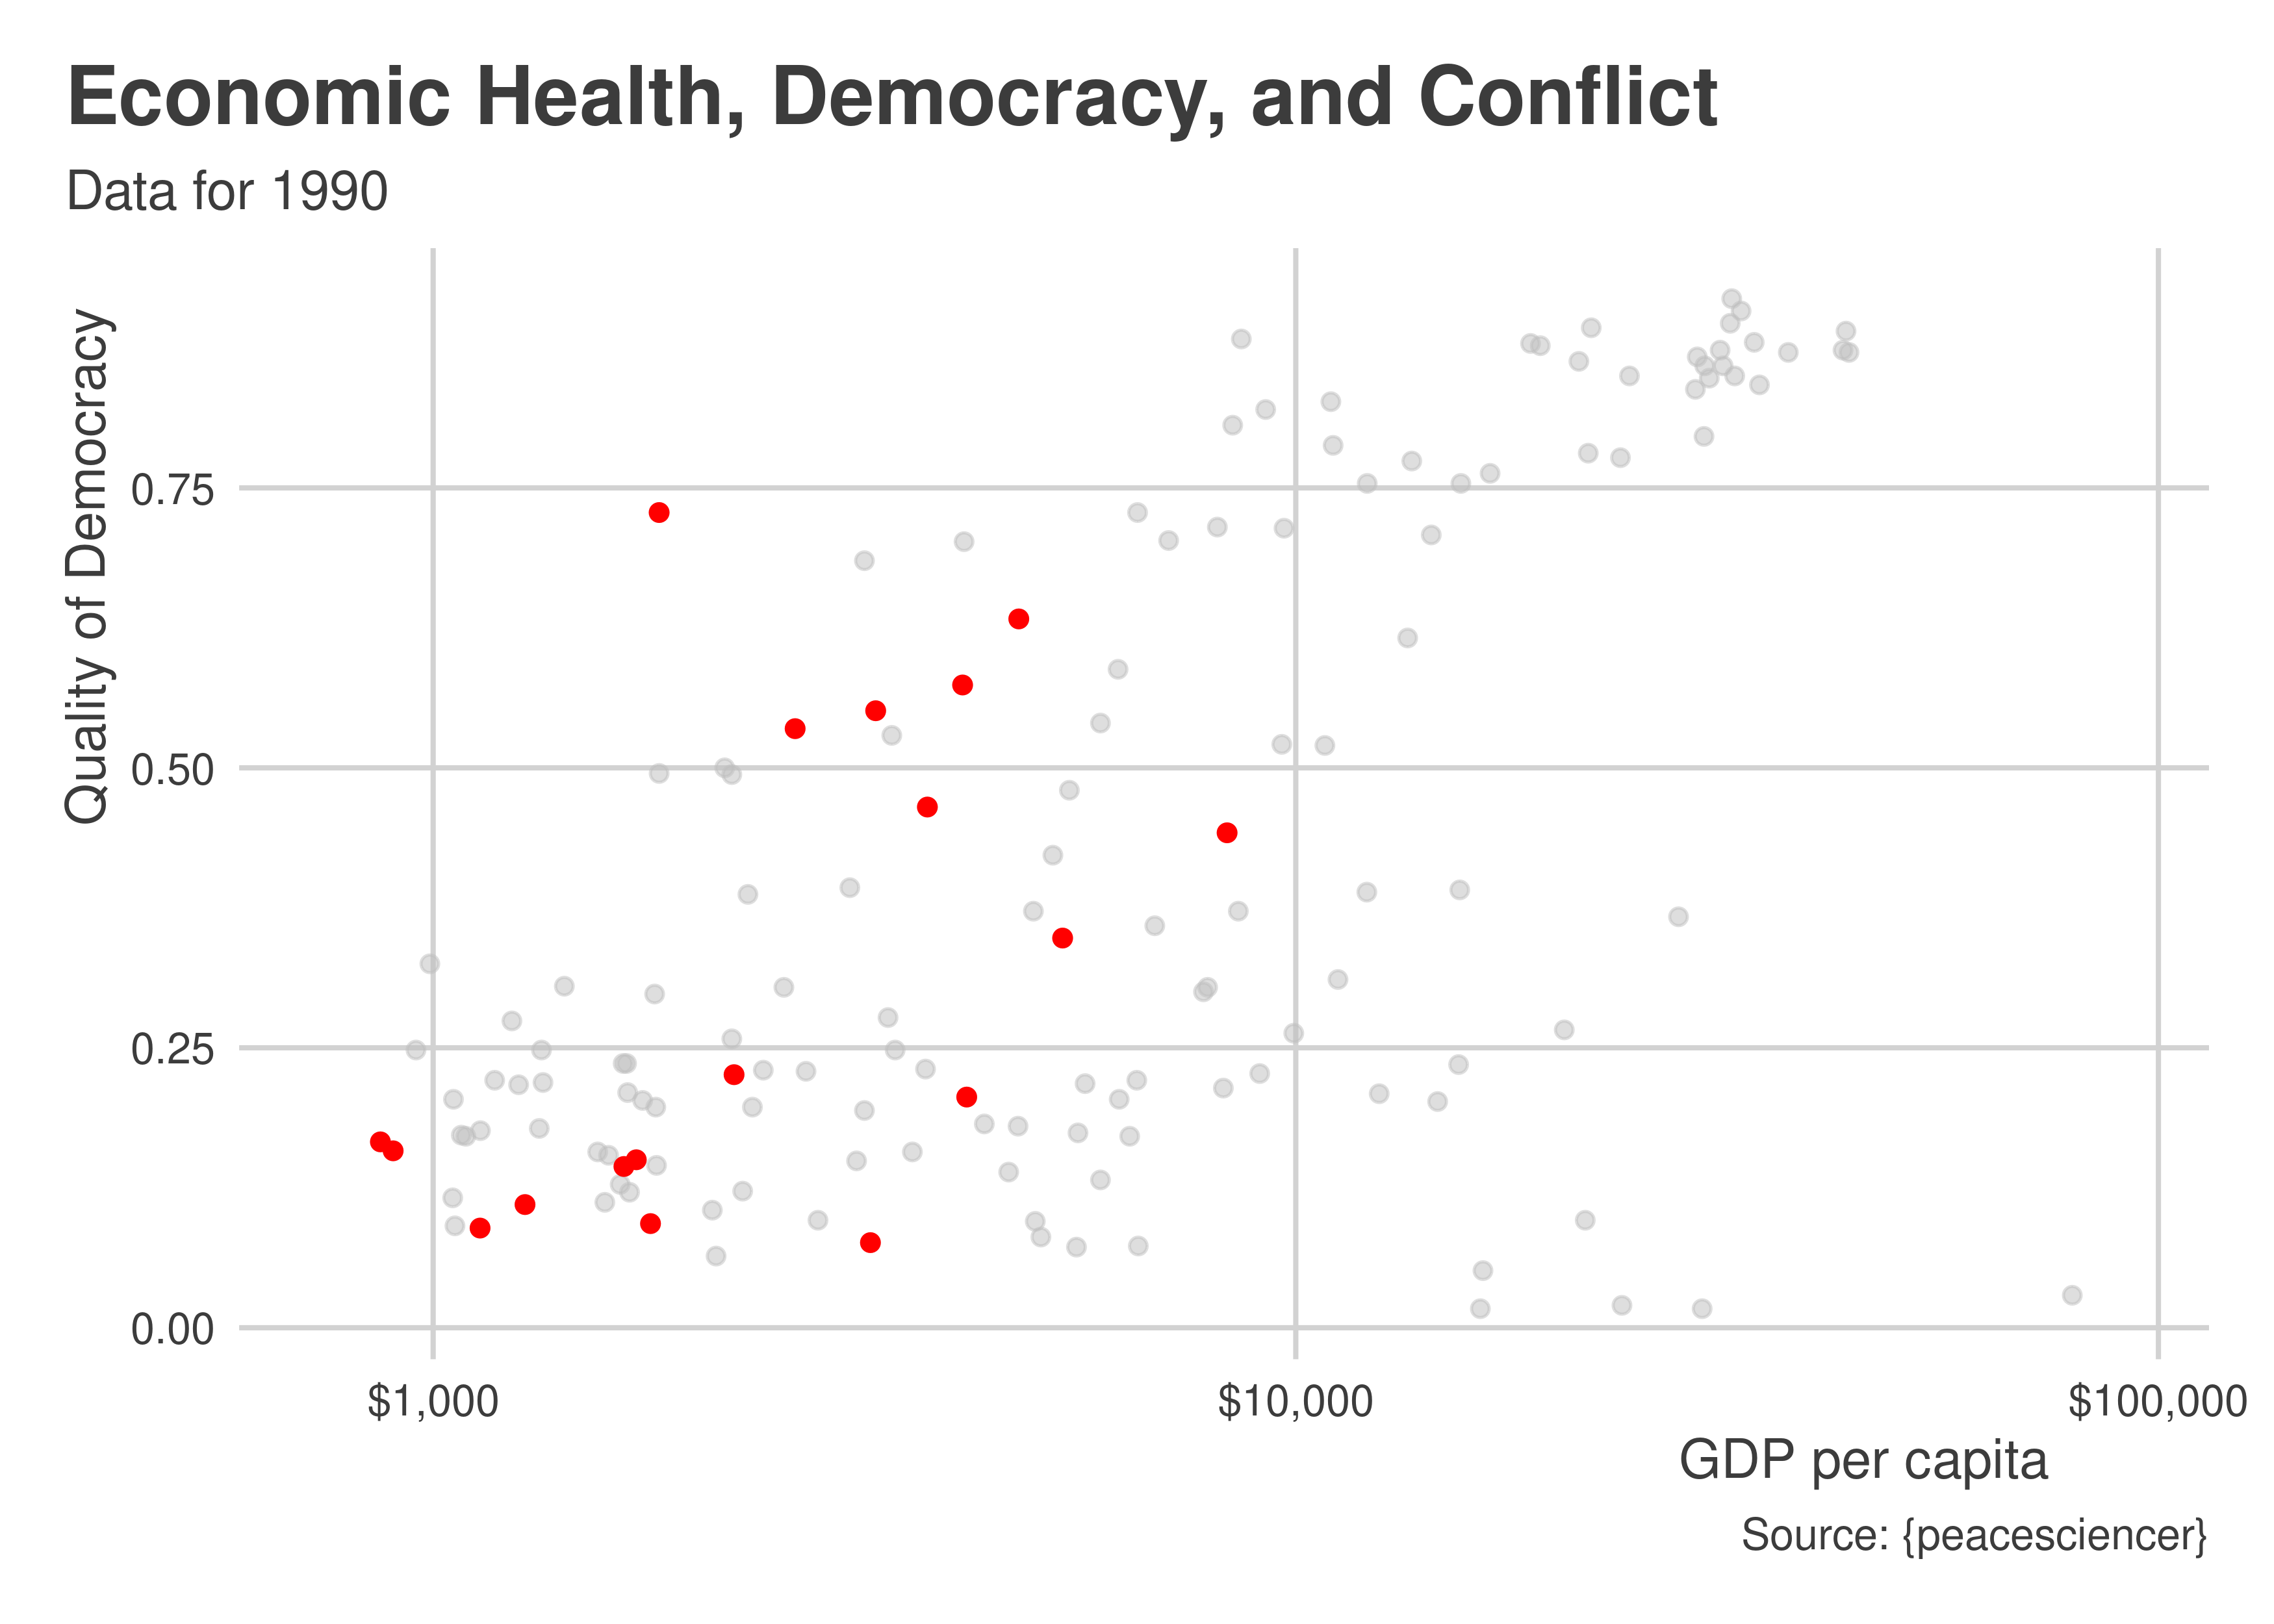 Economic Health, Democracy, and Conflict
Data for 1990
Quality of Democracy
0.75
0.50
0.25
0.00
$1,000
$10,000
$100,000
GDP per capita
Source: {peacesciencer}